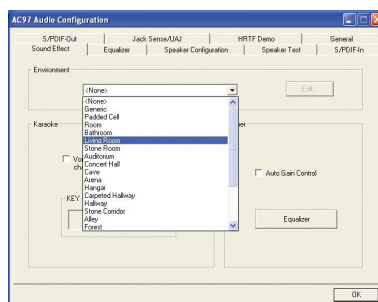 AC97 Audio Configuration
S/PDIF-Out Jack Sense/UAJ HRTF Demo General
Sound Effect Equalizer Speaker Configuration Speaker Test S/PDIF-In
Environment
<None> Edit...
<None>
Generic
Padded Cell
Room
Bathroom
Living Room
Stone Room
Auditorium
Concert Hall
Cave
Arena
Hangar
Carpeted Hallway
Hallway
Stone Corridor
Alley
Forest
Karaoke
KEY
Auto Gain Control
Equalizer
OK